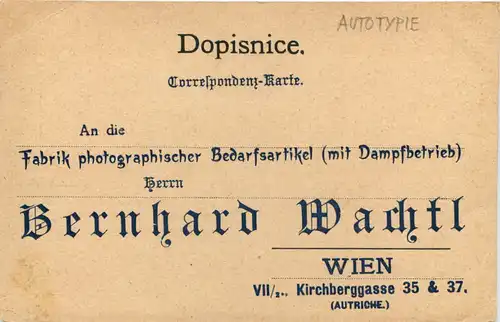 AUTOTYPIE
Dopisnice.
Correspondenz-Karte.
An die
Fabrik photographischer Bedarfsartikel (mit Dampfbetrieb)
Herrn
Bernhard Wachtl
WIEN
VII/2., Kirchberggasse 35 & 37.
(AUTRICHE.)